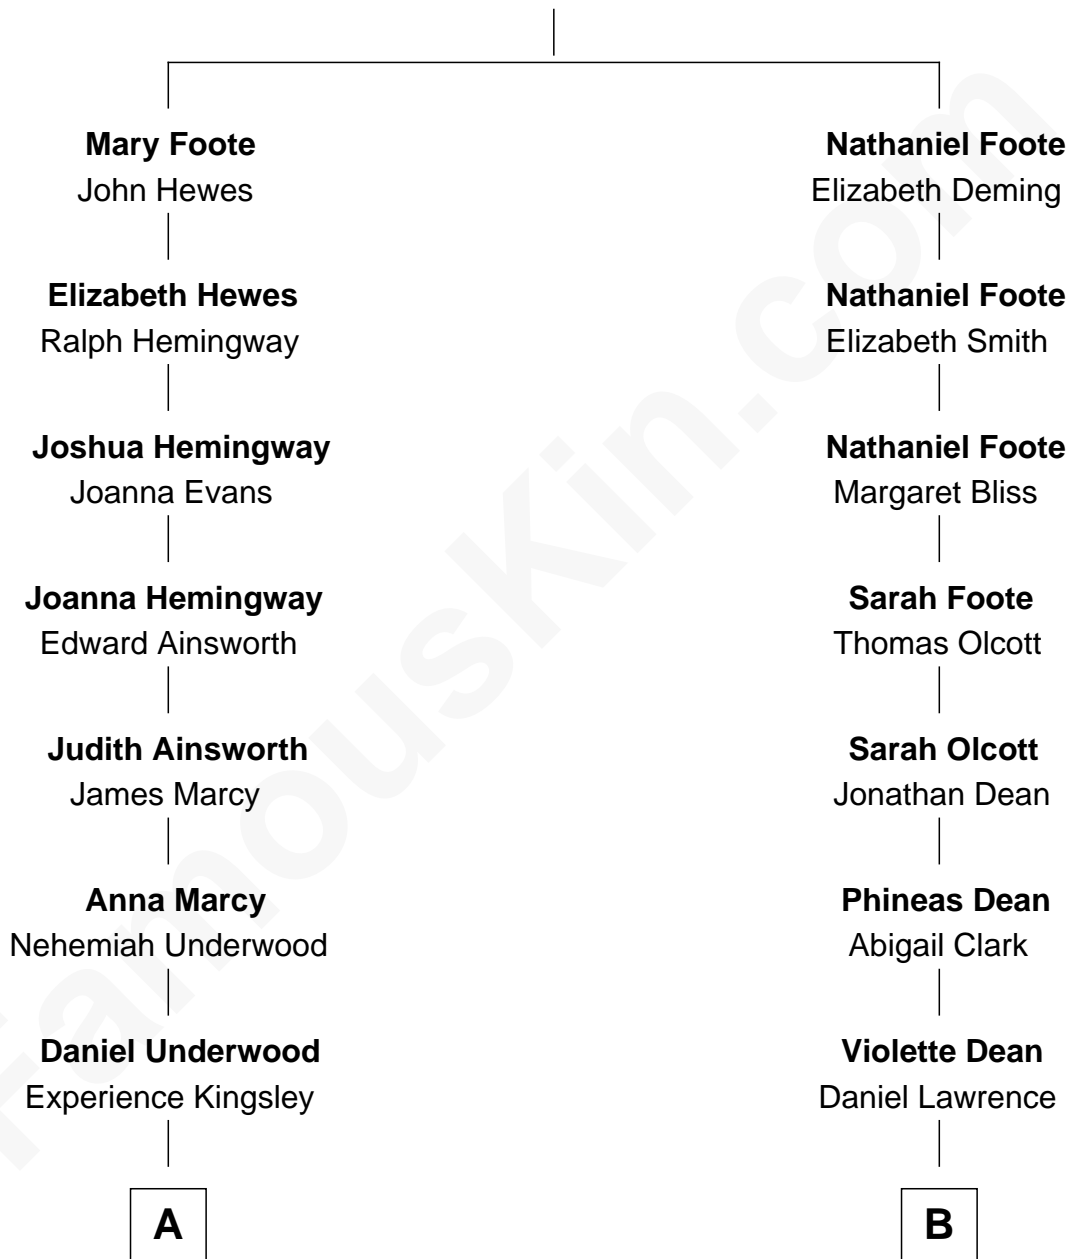 Mary Foote
John Hewes
Elizabeth Hewes
Ralph Hemingway
Joshua Hemingway
Joanna Evans
Joanna Hemingway
Edward Ainsworth
Judith Ainsworth
James Marcy
Anna Marcy
Nehemiah Underwood
Daniel Underwood
Experience Kingsley
A
Nathaniel Foote
Elizabeth Deming
Nathaniel Foote
Elizabeth Smith
Nathaniel Foote
Margaret Bliss
Sarah Foote
Thomas Olcott
Sarah Olcott
Jonathan Dean
Phineas Dean
Abigail Clark
Violette Dean
Daniel Lawrence
B
FamousKin.com